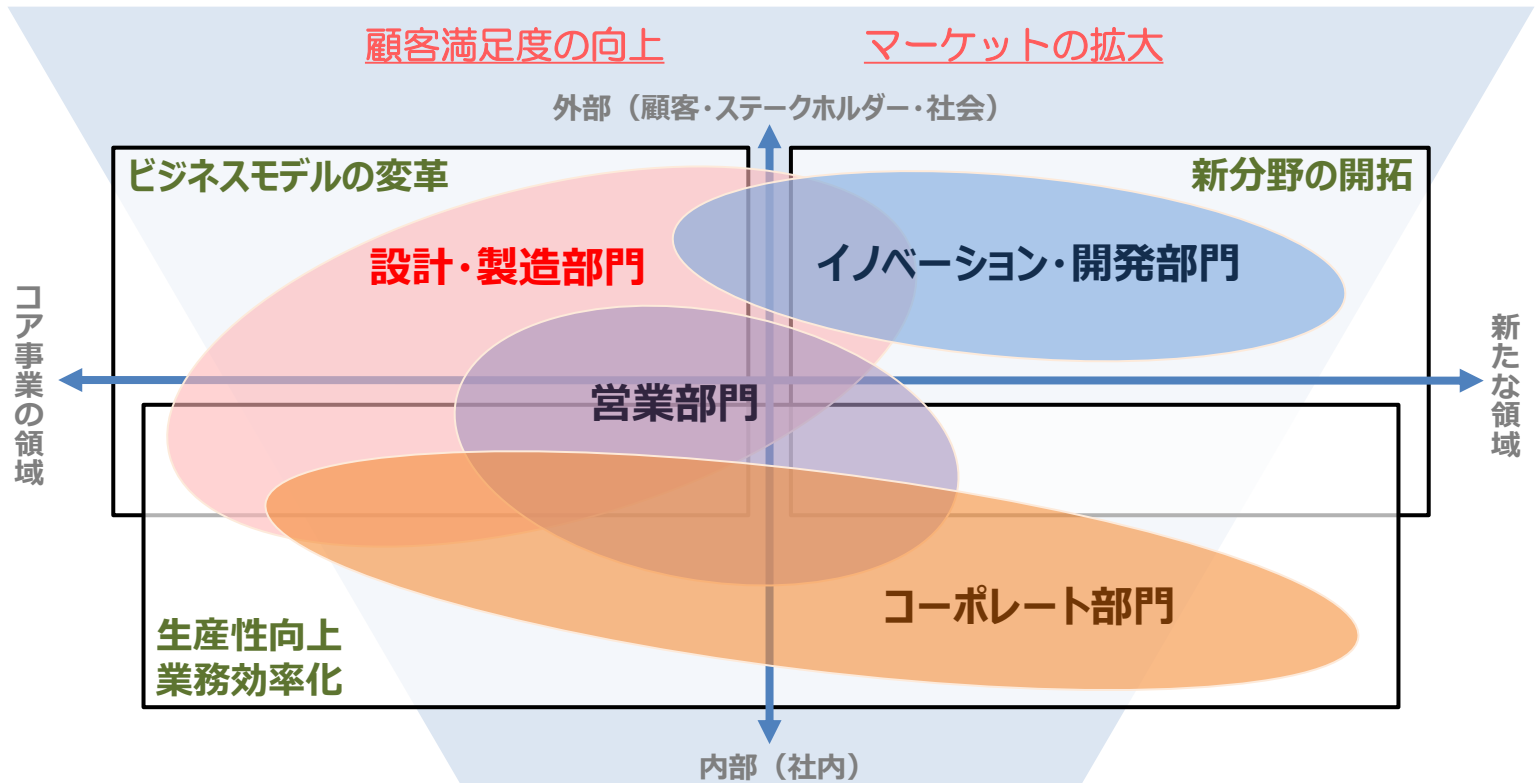 顧客満足度の向上
マーケットの拡大
外部（顧客・ステークホルダー・社会）
ビジネスモデルの変革
新分野の開拓
設計・製造部門
イノベーション・開発部門
コア事業の領域
新たな領域
営業部門
コーポレート部門
生産性向上
業務効率化
内部（社内）